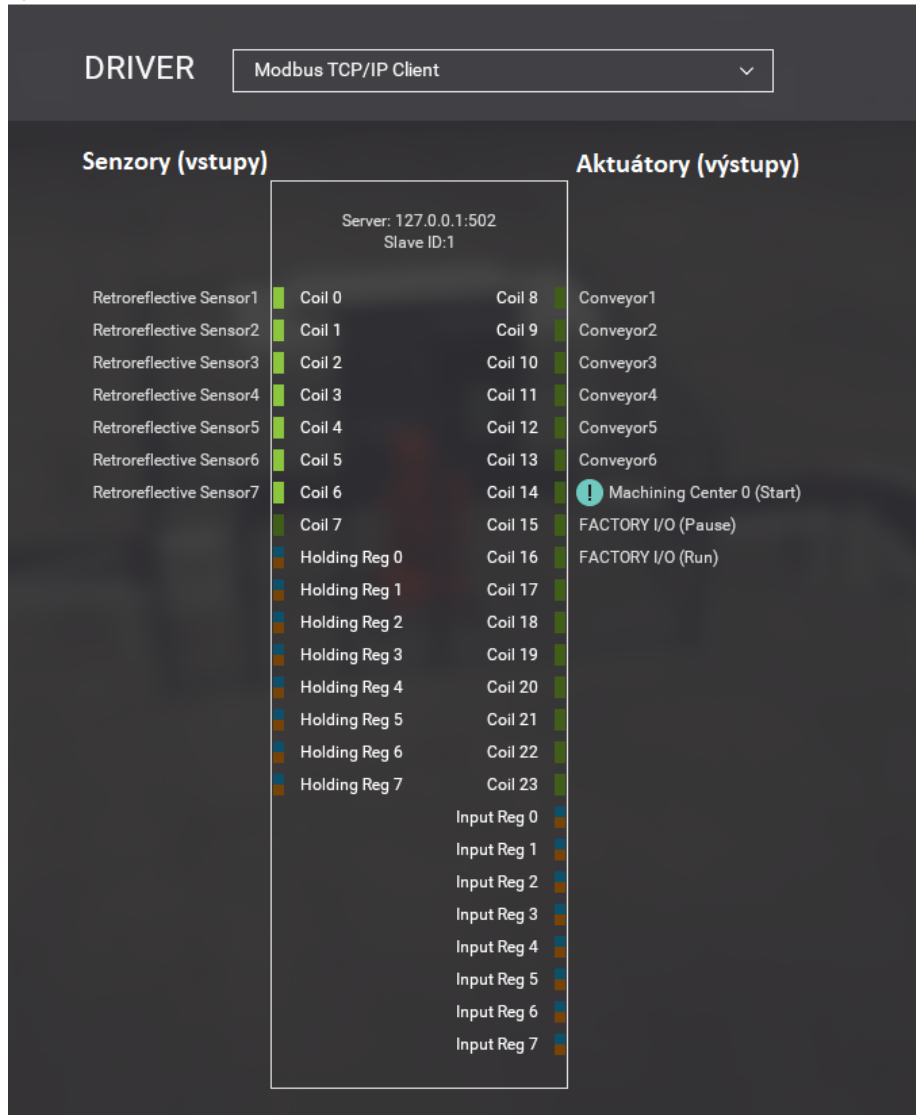 DRIVER Modbus TCP/IP Client
Senzory (vstupy) Aktuátory (výstupy)
Server: 127.0.0.1:502
Slave ID:1
Retroreflective Sensor1 Coil 0 Coil 8 Conveyor1
Retroreflective Sensor2 Coil 1 Coil 9 Conveyor2
Retroreflective Sensor3 Coil 2 Coil 10 Conveyor3
Retroreflective Sensor4 Coil 3 Coil 11 Conveyor4
Retroreflective Sensor5 Coil 4 Coil 12 Conveyor5
Retroreflective Sensor6 Coil 5 Coil 13 Conveyor6
Retroreflective Sensor7 Coil 6 Coil 14 ! Machining Center 0 (Start)
Coil 7 Coil 15 FACTORY I/O (Pause)
Holding Reg 0 Coil 16 FACTORY I/O (Run)
Holding Reg 1 Coil 17
Holding Reg 2 Coil 18
Holding Reg 3 Coil 19
Holding Reg 4 Coil 20
Holding Reg 5 Coil 21
Holding Reg 6 Coil 22
Holding Reg 7 Coil 23
Input Reg 0
Input Reg 1
Input Reg 2
Input Reg 3
Input Reg 4
Input Reg 5
Input Reg 6
Input Reg 7